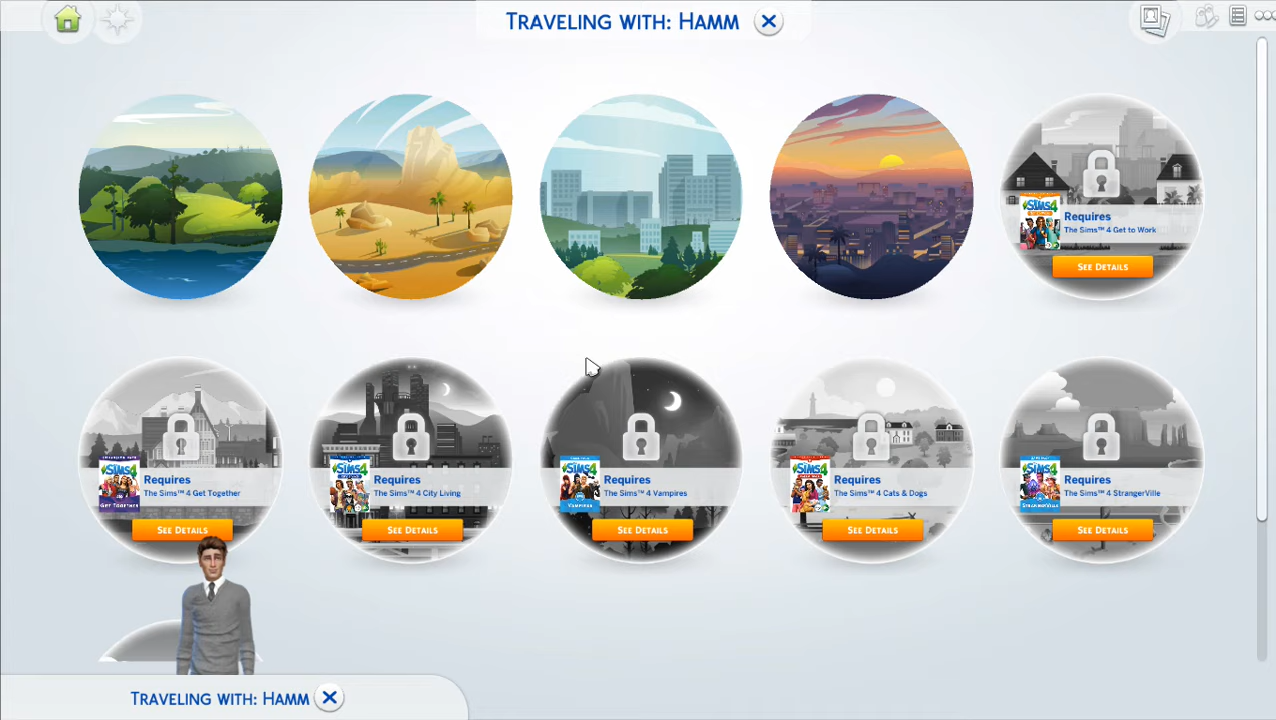 TRAVELING WITH: HAMM
Requires
The Sims™ 4 Get to Work
SEE DETAILS
Requires
The Sims™ 4 Get Together
SEE DETAILS
Requires
The Sims™ 4 City Living
SEE DETAILS
Requires
The Sims™ 4 Vampires
SEE DETAILS
Requires
The Sims™ 4 Cats & Dogs
SEE DETAILS
Requires
The Sims™ 4 StrangerVille
SEE DETAILS
TRAVELING WITH: HAMM